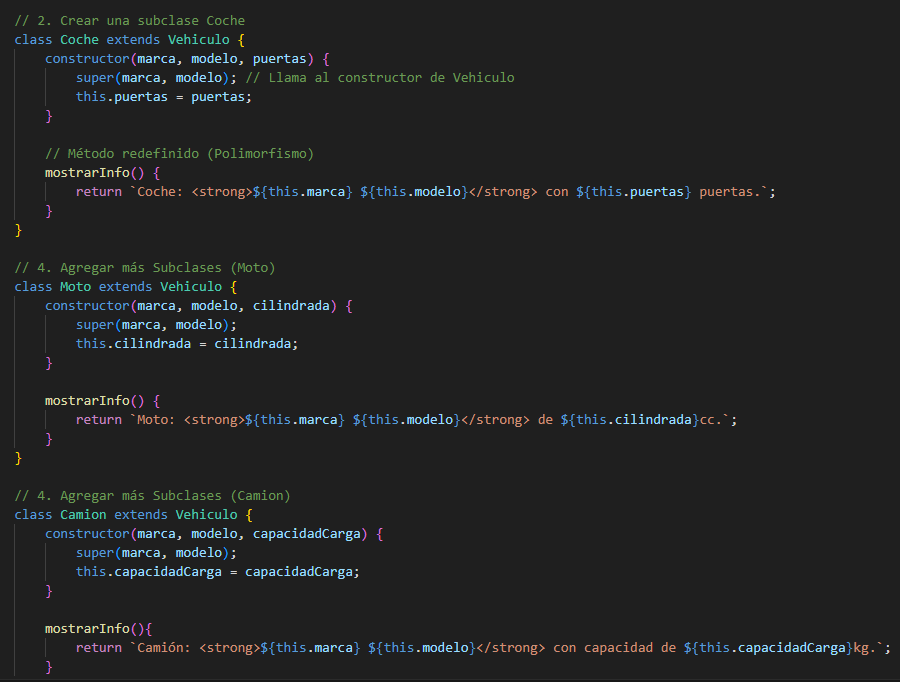 // 2. Crear una subclase Coche
class Coche extends Vehiculo {
    constructor(marca, modelo, puertas) {
        super(marca, modelo); // Llama al constructor de Vehiculo
        this.puertas = puertas;
    }

    // Método redefinido (Polimorfismo)
    mostrarInfo() {
        return `Coche: <strong>${this.marca} ${this.modelo}</strong> con ${this.puertas} puertas.`;
    }
}

// 4. Agregar más Subclases (Moto)
class Moto extends Vehiculo {
    constructor(marca, modelo, cilindrada) {
        super(marca, modelo);
        this.cilindrada = cilindrada;
    }

    mostrarInfo() {
        return `Moto: <strong>${this.marca} ${this.modelo}</strong> de ${this.cilindrada}cc.`;
    }
}

// 4. Agregar más Subclases (Camion)
class Camion extends Vehiculo {
    constructor(marca, modelo, capacidadCarga) {
        super(marca, modelo);
        this.capacidadCarga = capacidadCarga;
    }

    mostrarInfo(){
        return `Camión: <strong>${this.marca} ${this.modelo}</strong> con capacidad de ${this.capacidadCarga}kg.`;
    }